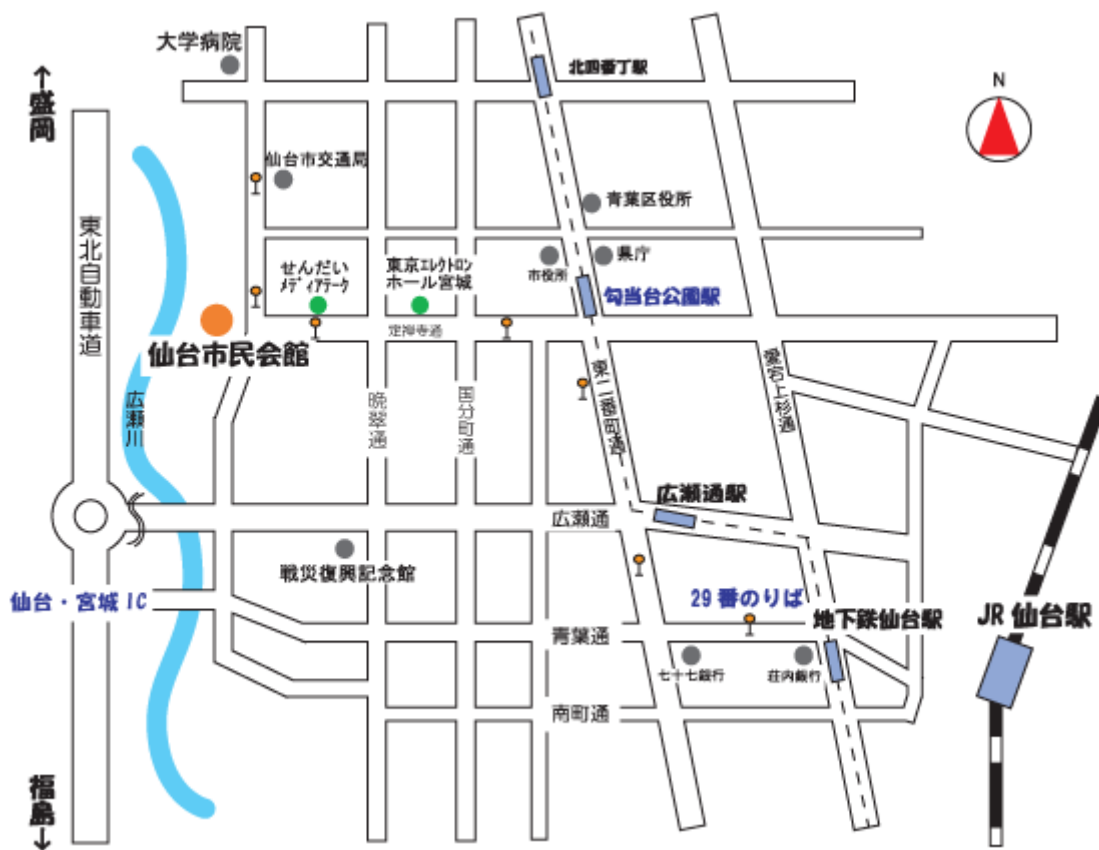 大学病院
北四番丁駅
N
←盛岡
仙台市交通局
青葉区役所
東北自動車道
せんだい
メディアテーク
東京エレクトロン
ホール宮城
市役所
県庁
勾当台公園駅
仙台市民会館
定禅寺通
東二番町通
愛宕上杉通
広瀬川
晩翠通
国分町通
広瀬通駅
広瀬通
戦災復興記念館
仙台・宮城IC
29番のりば
地下鉄仙台駅
JR仙台駅
青葉通
七十七銀行
荘内銀行
南町通
福島→